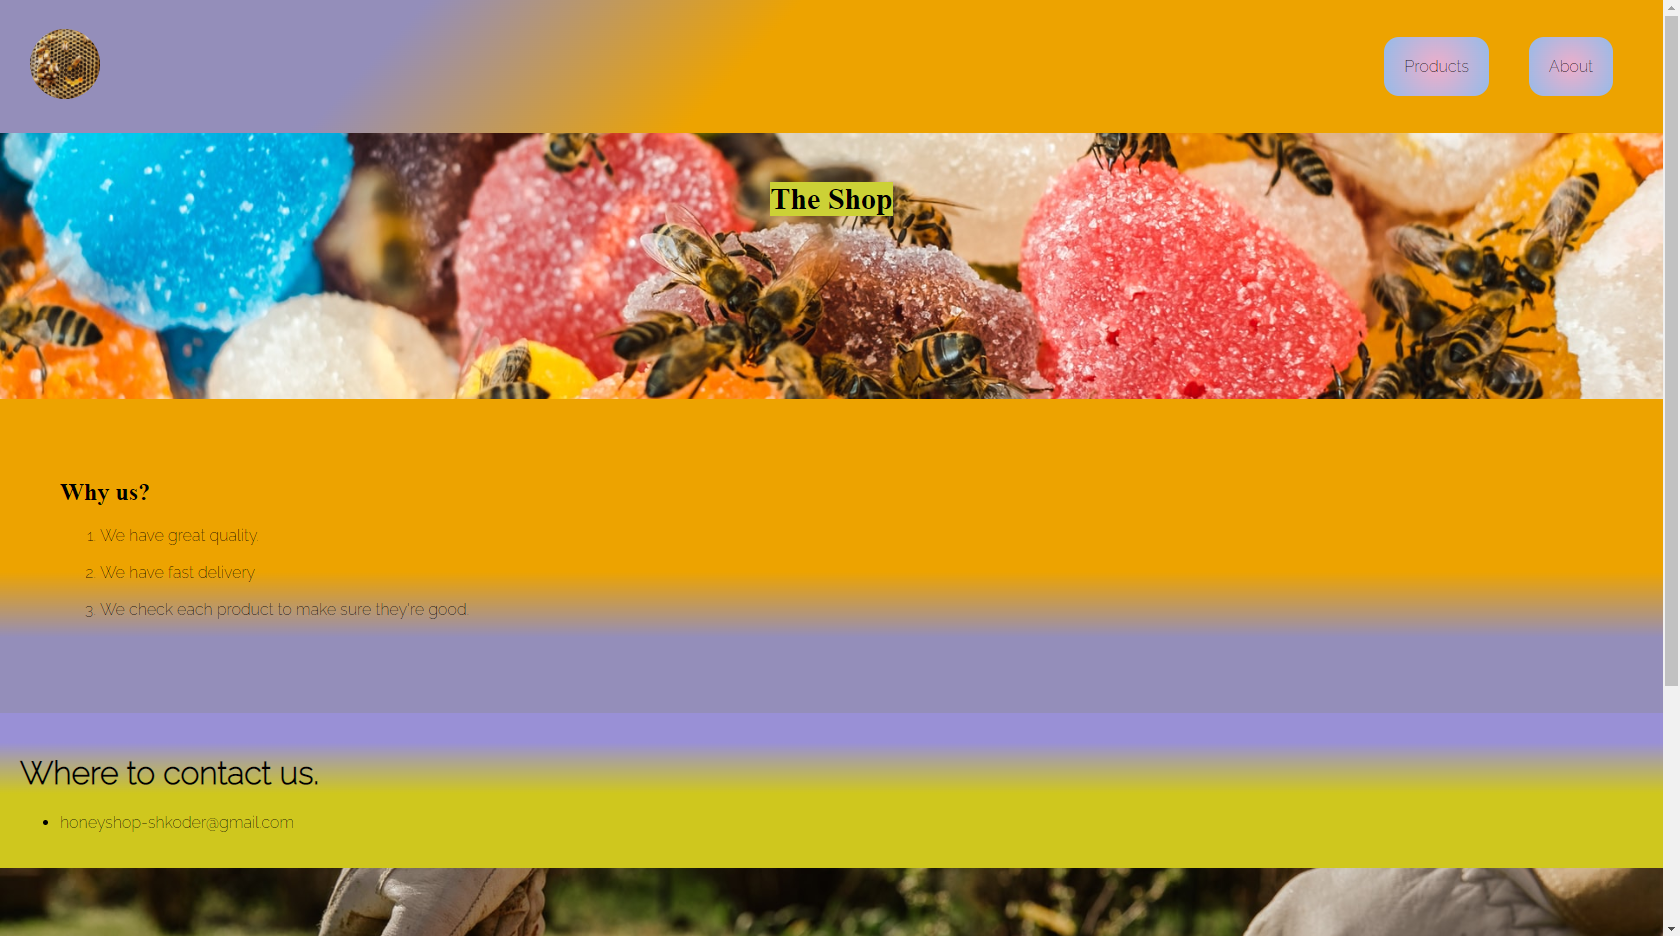 Products
About
The Shop
Why us?
1. We have great quality.
2. We have fast delivery
3. We check each product to make sure they're good.
Where to contact us.
honeyshop-shkoder@gmail.com